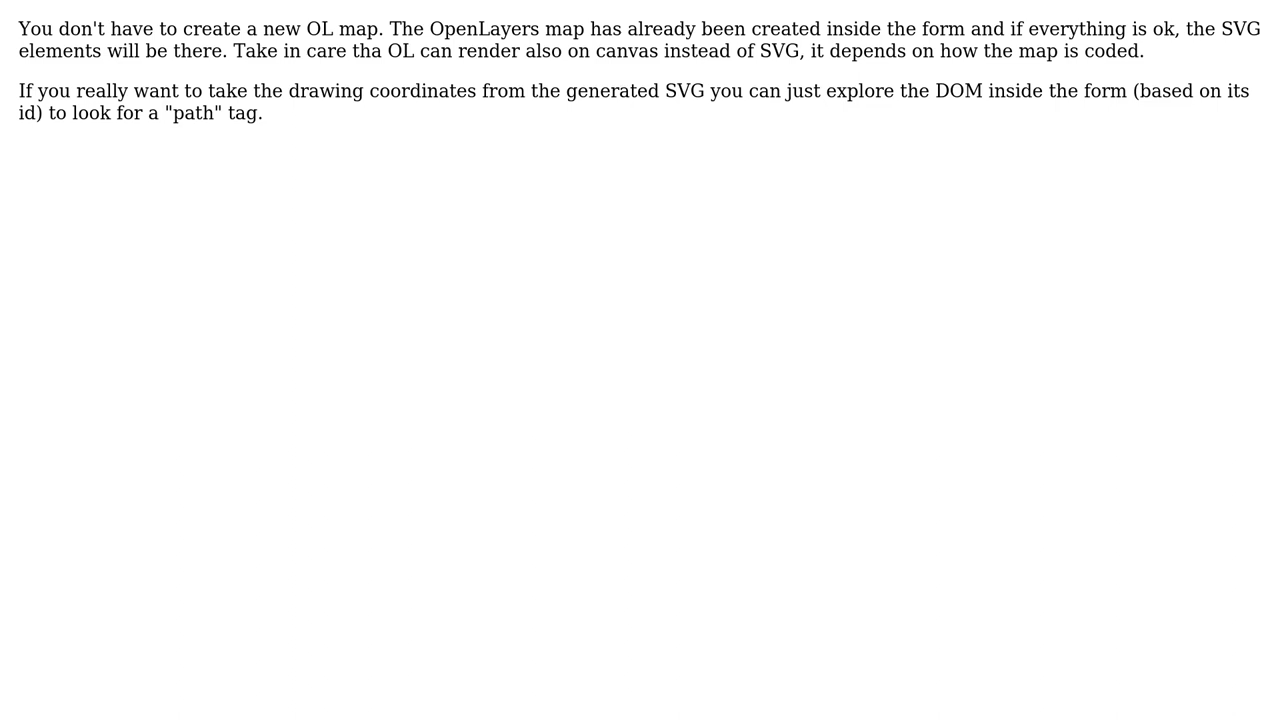 You don't have to create a new OL map. The OpenLayers map has already been created inside the form and if everything is ok, the SVG
elements will be there. Take in care tha OL can render also on canvas instead of SVG, it depends on how the map is coded.
If you really want to take the drawing coordinates from the generated SVG you can just explore the DOM inside the form (based on its
id) to look for a "path" tag.